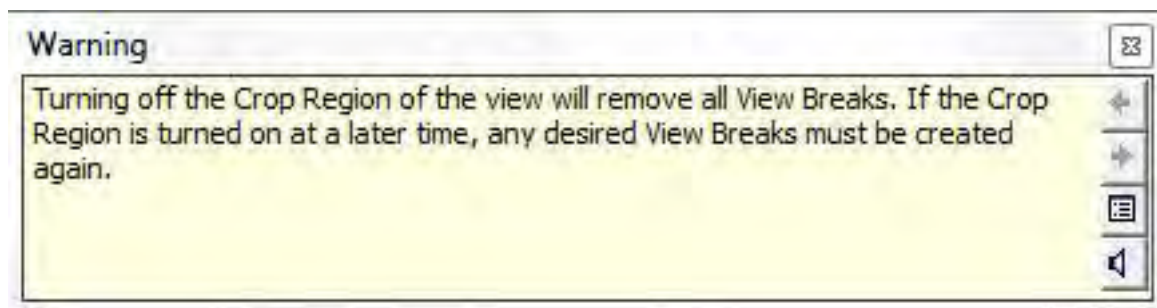 Warning
Turning off the Crop Region of the view will remove all View Breaks. If the Crop
Region is turned on at a later time, any desired View Breaks must be created
again.